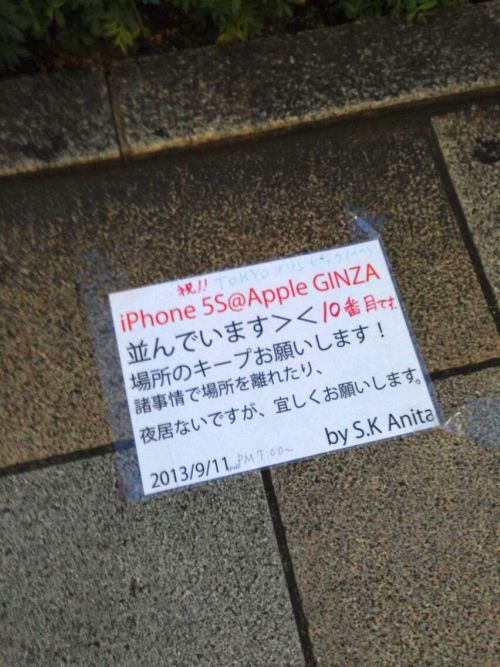 祝!! TOKYOオリンピック(^^)
iPhone 5S@Apple GINZA
並んでいます＞＜ 10番目です。
場所のキープお願いします！
諸事情で場所を離れたり、
夜居ないですが、宜しくお願いします。
by S.K Anita
2013/9/11 PM 7:00～